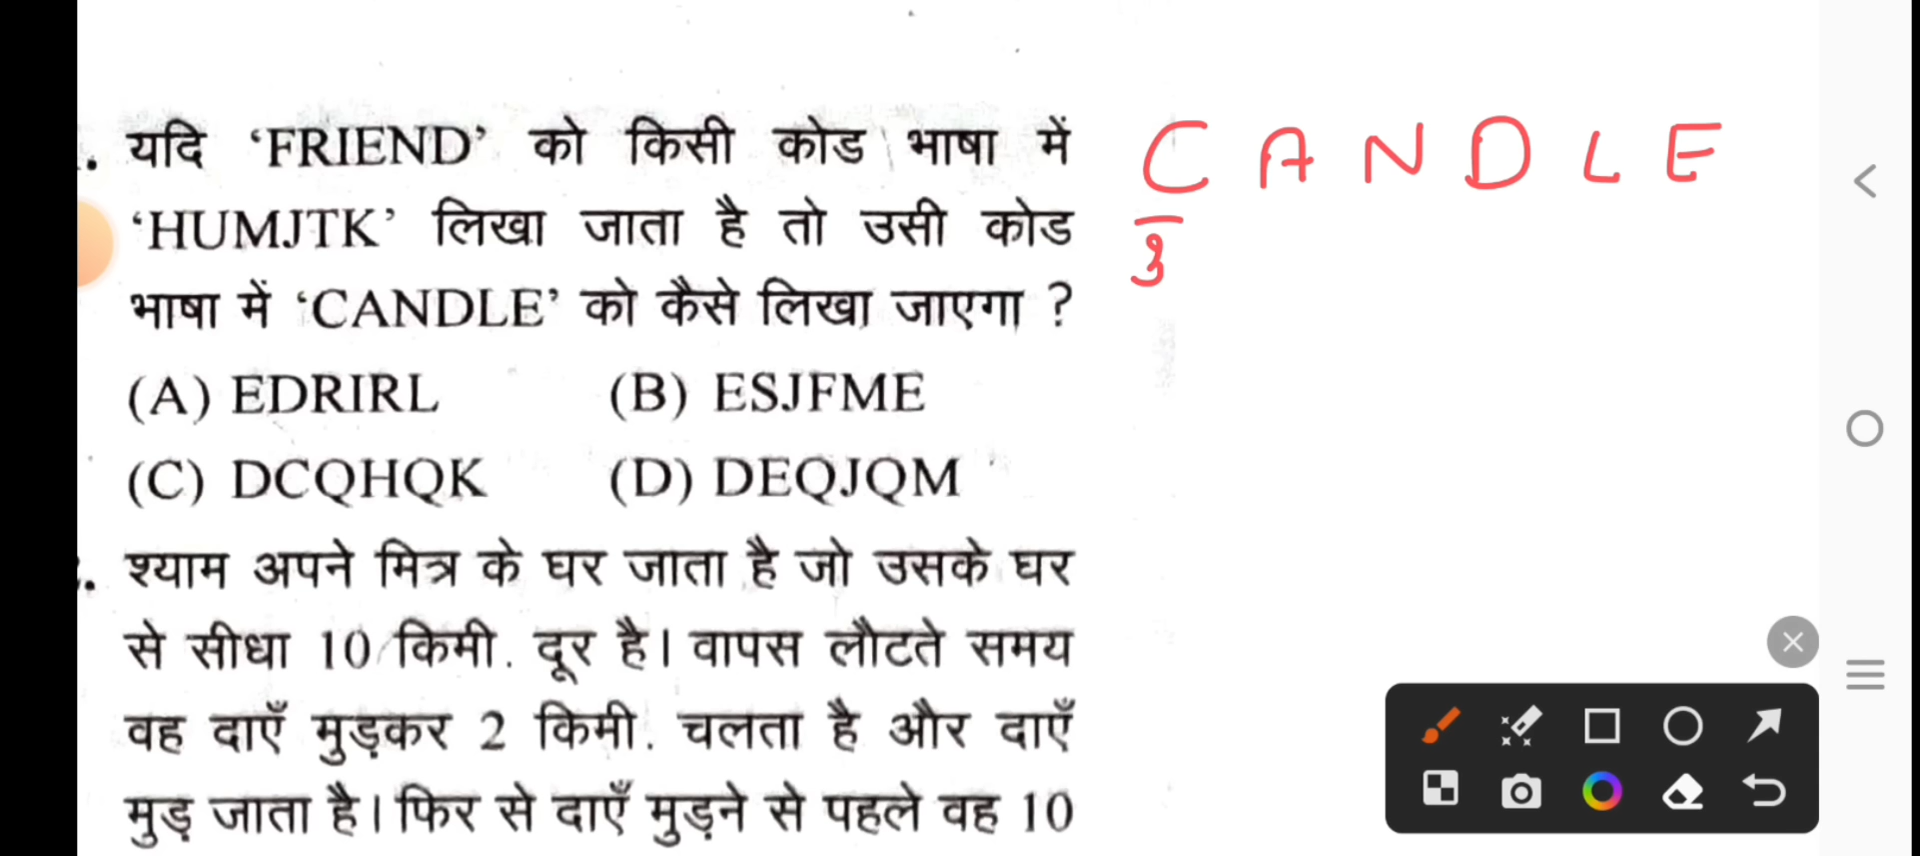 . यदि ‘FRIEND’ को किसी कोड भाषा में
‘HUMJTK’ लिखा जाता है तो उसी कोड
भाषा में ‘CANDLE’ को कैसे लिखा जाएगा ?
(A) EDRIRL (B) ESJFME
(C) DCQHQK (D) DEQJQM
. श्याम अपने मित्र के घर जाता है जो उसके घर
से सीधा 10 किमी. दूर है। वापस लौटते समय
वह दाएँ मुड़कर 2 किमी. चलता है और दाएँ
मुड़ जाता है। फिर से दाएँ मुड़ने से पहले वह 10
C A N D L E
3